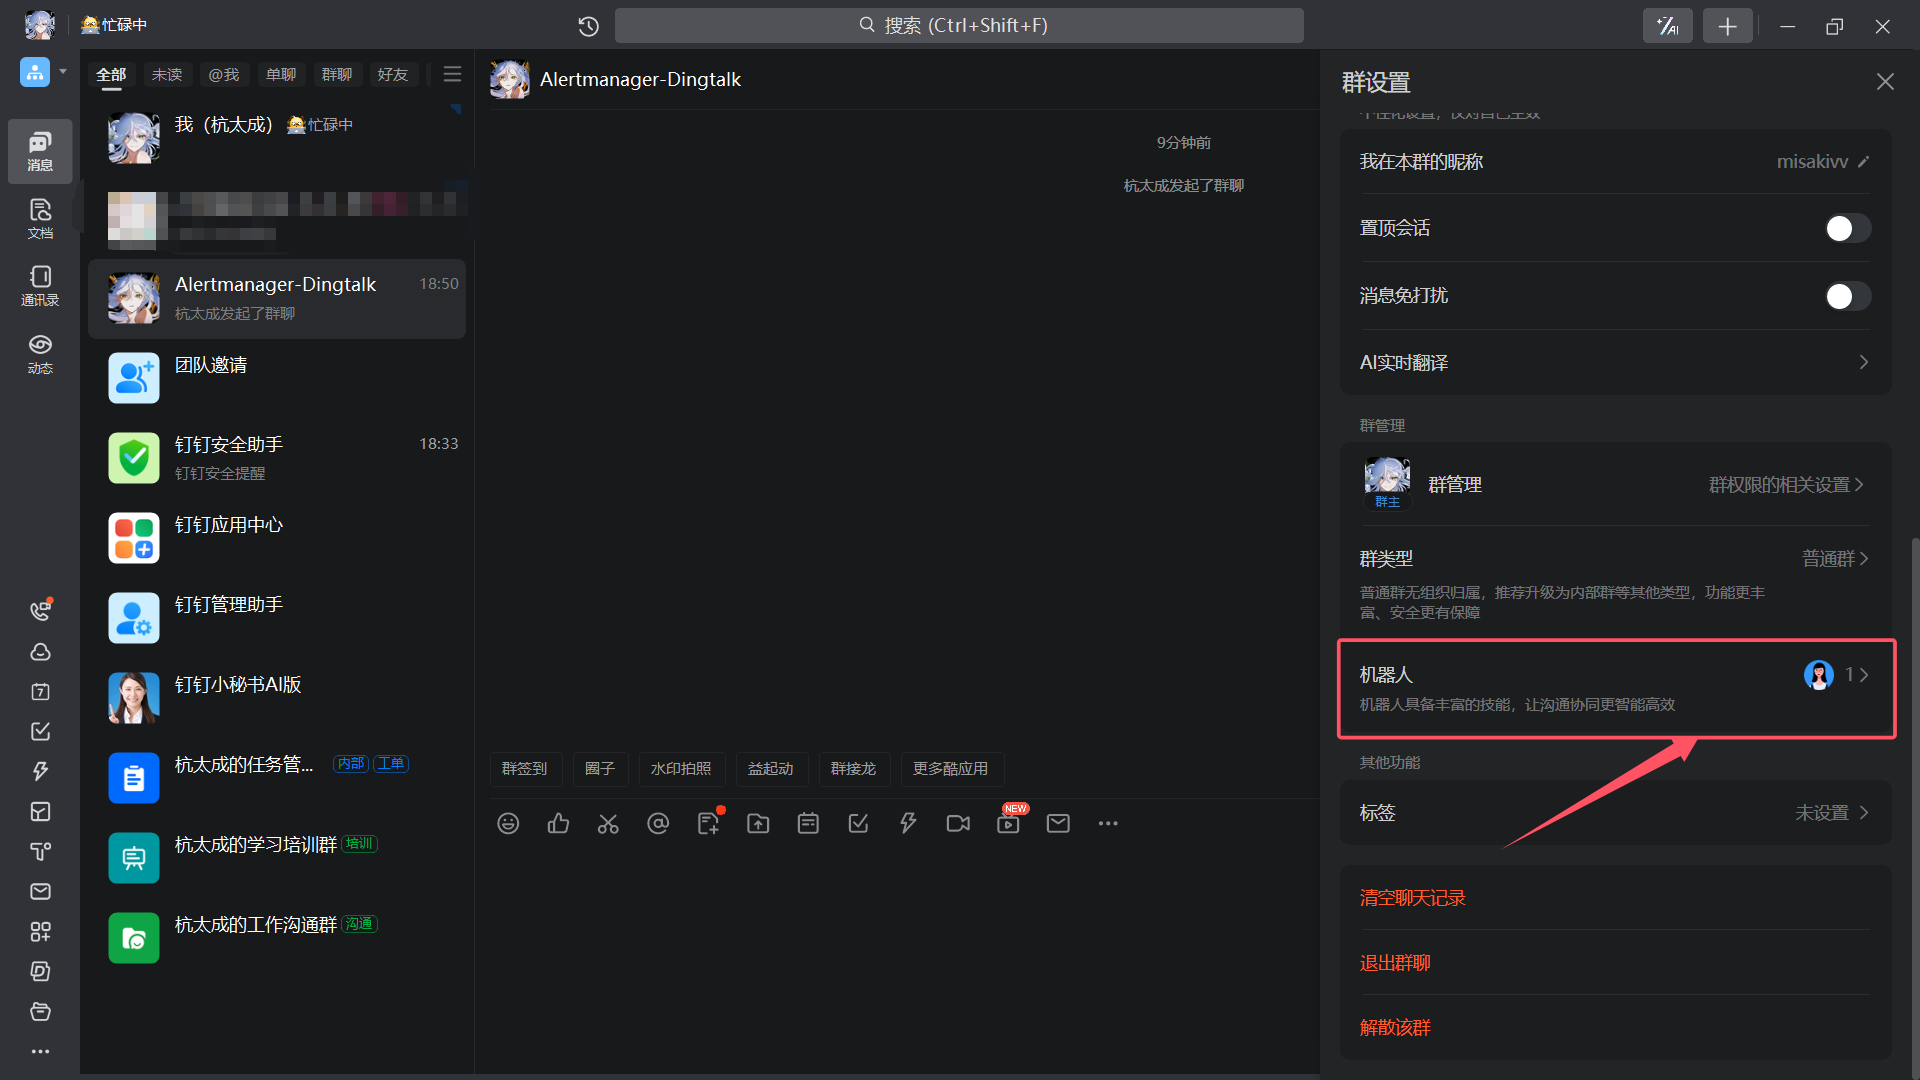 忙碌中
搜索 (Ctrl+Shift+F)
AI
全部
未读
@我
单聊
群聊
好友
消息
文档
通讯录
动态
7
我（杭太成）
忙碌中
Alertmanager-Dingtalk
18:50
杭太成发起了群聊
团队邀请
钉钉安全助手
18:33
钉钉安全提醒
钉钉应用中心
钉钉管理助手
钉钉小秘书AI版
杭太成的任务管...
内部
工单
杭太成的学习培训群
培训
杭太成的工作沟通群
沟通
Alertmanager-Dingtalk
9分钟前
杭太成发起了群聊
群签到
圈子
水印拍照
益起动
群接龙
更多酷应用
NEW
群设置
个性化设置，仅对自己生效
我在本群的昵称
misakivv
置顶会话
消息免打扰
AI实时翻译
群管理
群主
群管理
群权限的相关设置
群类型
普通群
普通群无组织归属，推荐升级为内部群等其他类型，功能更丰
富、安全更有保障
机器人
1
机器人具备丰富的技能，让沟通协同更智能高效
其他功能
标签
未设置
清空聊天记录
退出群聊
解散该群